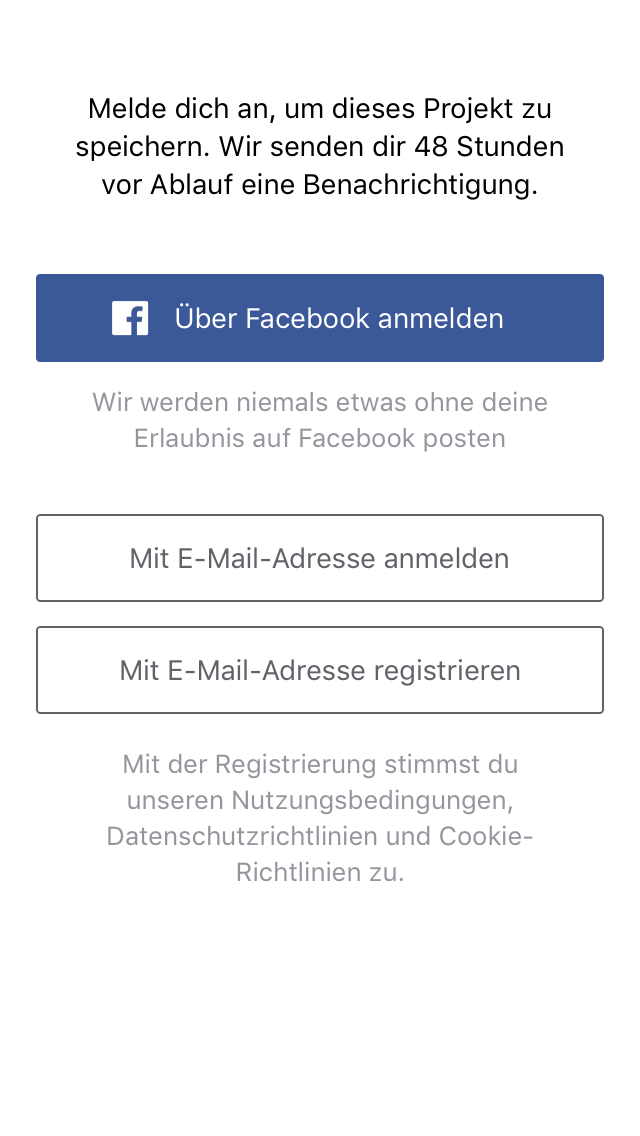 Melde dich an, um dieses Projekt zu
speichern. Wir senden dir 48 Stunden
vor Ablauf eine Benachrichtigung.
Über Facebook anmelden
Wir werden niemals etwas ohne deine
Erlaubnis auf Facebook posten
Mit E-Mail-Adresse anmelden
Mit E-Mail-Adresse registrieren
Mit der Registrierung stimmst du
unseren Nutzungsbedingungen,
Datenschutzrichtlinien und Cookie-
Richtlinien zu.